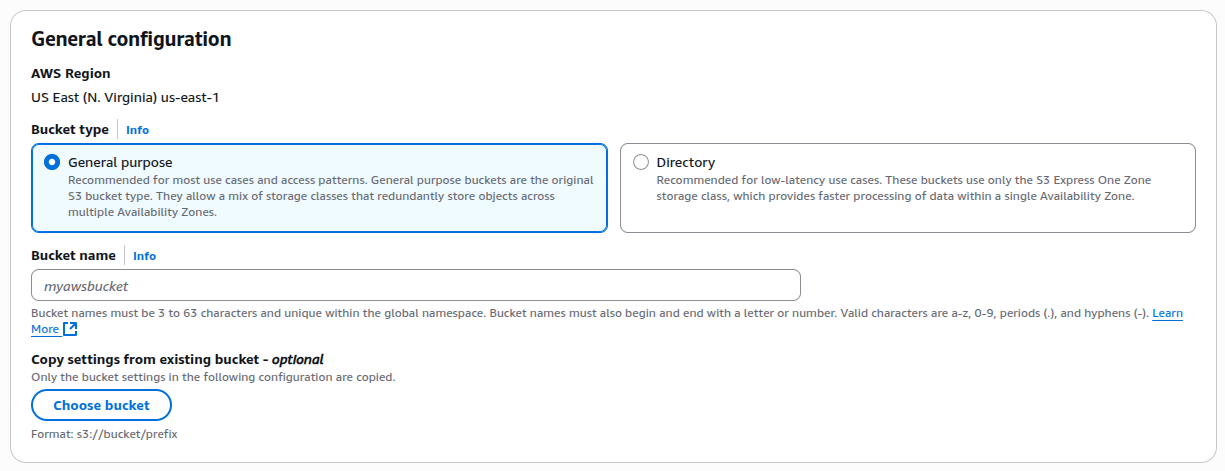 General configuration
AWS Region
US East (N. Virginia) us-east-1
Bucket type
Info
General purpose
Recommended for most use cases and access patterns. General purpose buckets are the original
S3 bucket type. They allow a mix of storage classes that redundantly store objects across
multiple Availability Zones.
Directory
Recommended for low-latency use cases. These buckets use only the S3 Express One Zone
storage class, which provides faster processing of data within a single Availability Zone.
Bucket name
Info
myawsbucket
Bucket names must be 3 to 63 characters and unique within the global namespace. Bucket names must also begin and end with a letter or number. Valid characters are a-z, 0-9, periods (.), and hyphens (-). Learn
More
Copy settings from existing bucket - optional
Only the bucket settings in the following configuration are copied.
Choose bucket
Format: s3://bucket/prefix